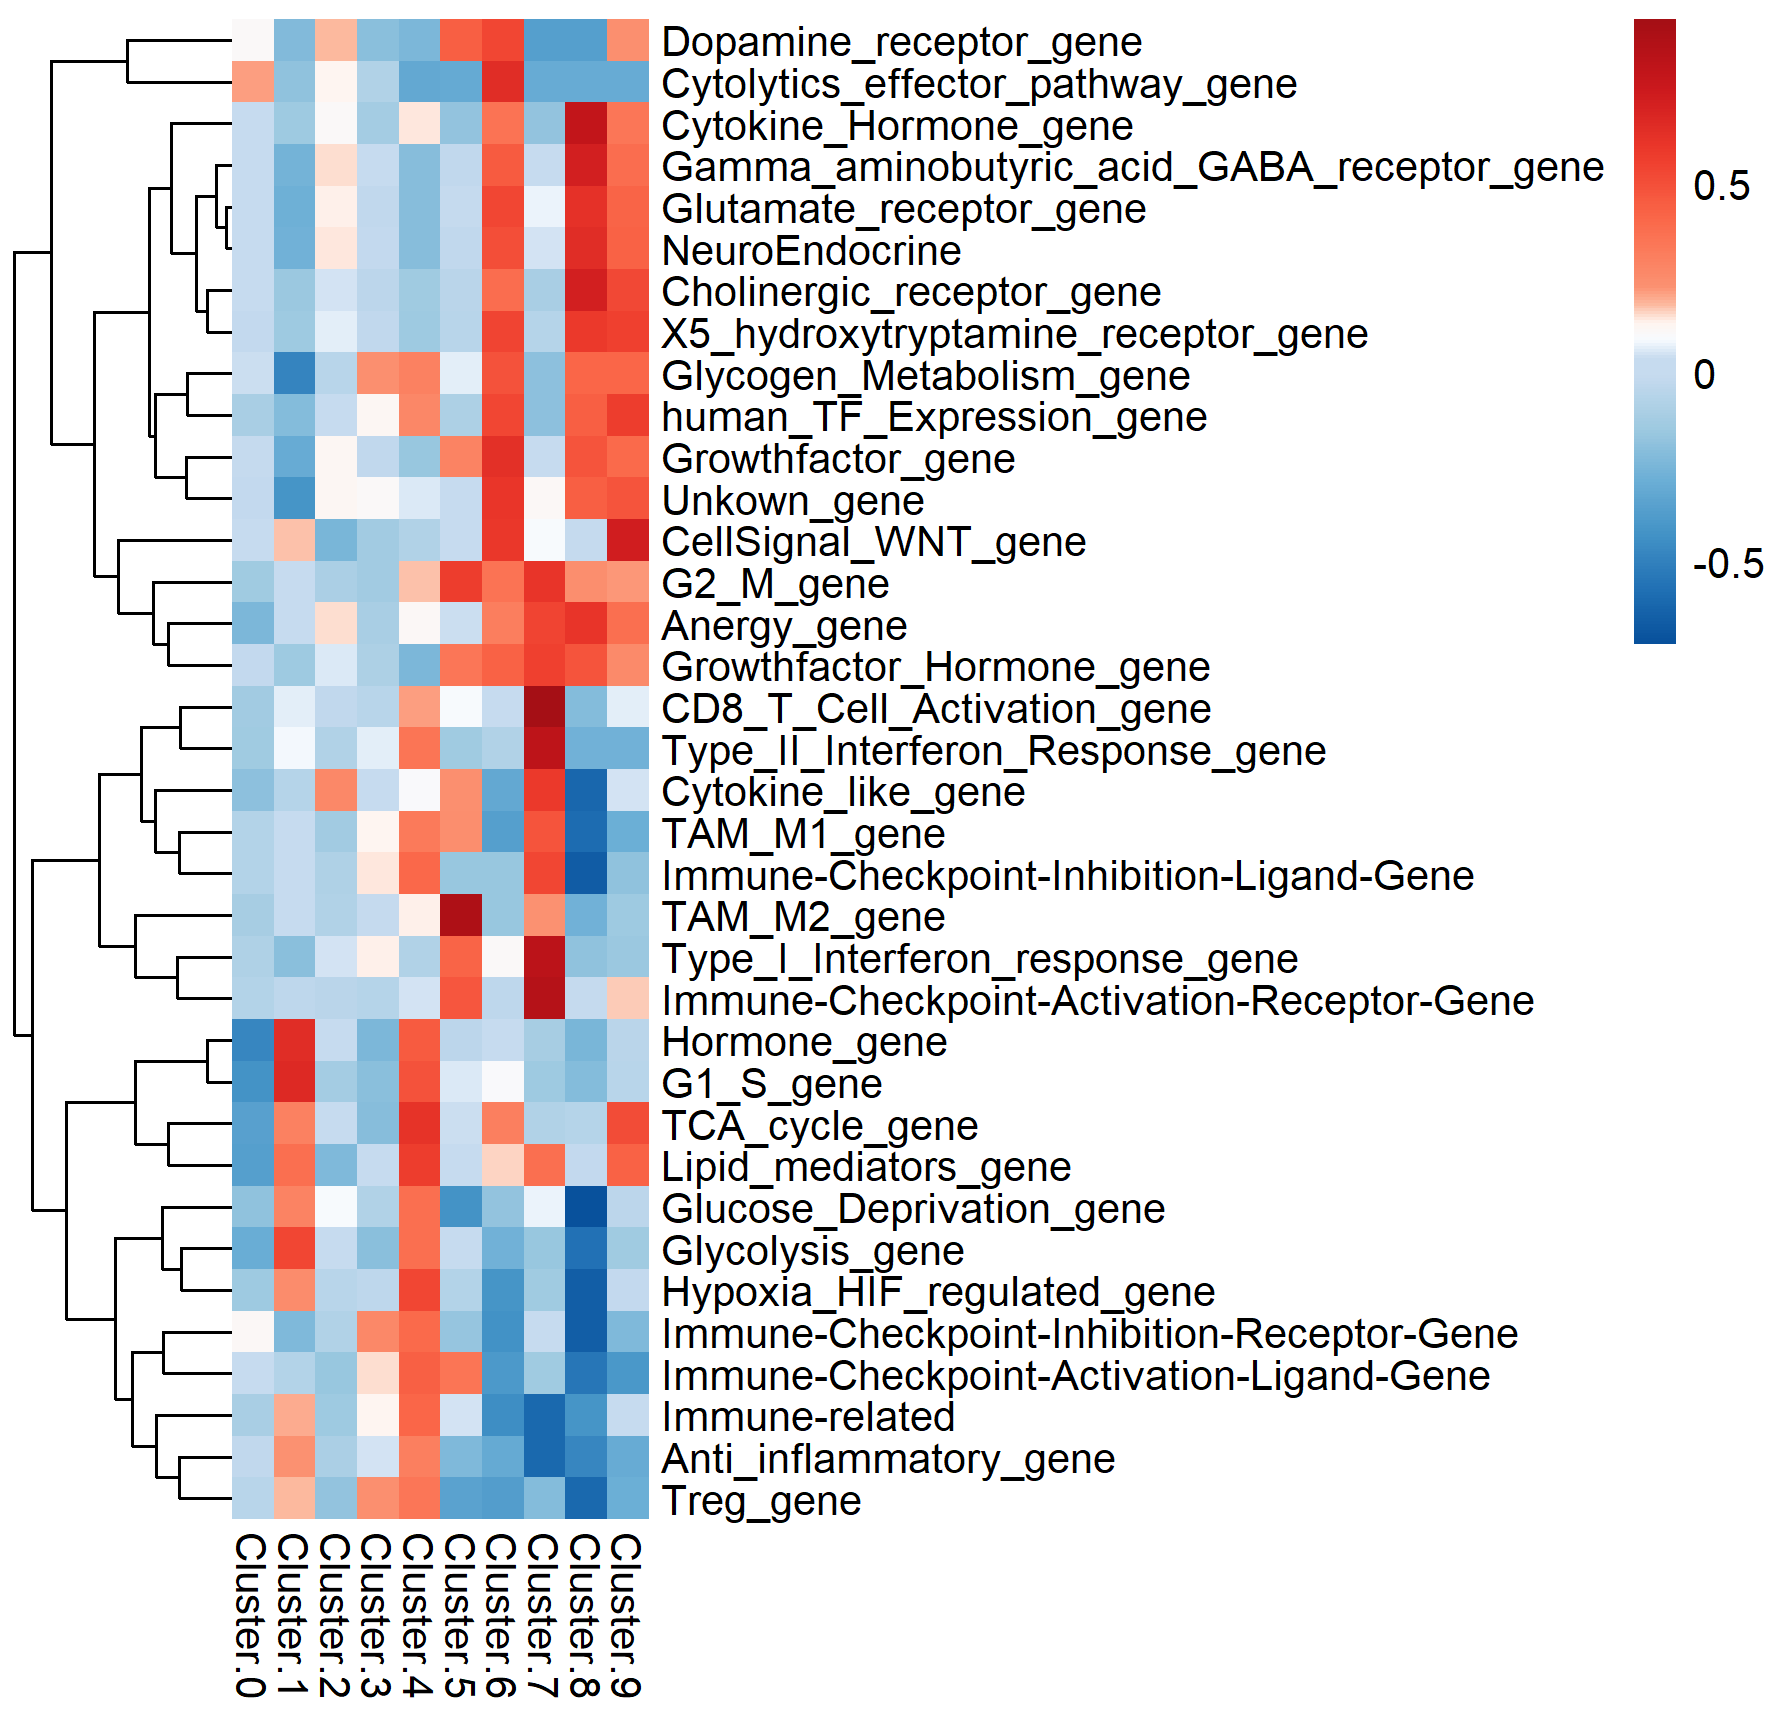 Dopamine_receptor_gene
Cytolytics_effector_pathway_gene
Cytokine_Hormone_gene
Gamma_aminobutyric_acid_GABA_receptor_gene
Glutamate_receptor_gene
NeuroEndocrine
Cholinergic_receptor_gene
X5_hydroxytryptamine_receptor_gene
Glycogen_Metabolism_gene
human_TF_Expression_gene
Growthfactor_gene
Unkown_gene
CellSignal_WNT_gene
G2_M_gene
Anergy_gene
Growthfactor_Hormone_gene
CD8_T_Cell_Activation_gene
Type_II_Interferon_Response_gene
Cytokine_like_gene
TAM_M1_gene
Immune-Checkpoint-Inhibition-Ligand-Gene
TAM_M2_gene
Type_I_Interferon_response_gene
Immune-Checkpoint-Activation-Receptor-Gene
Hormone_gene
G1_S_gene
TCA_cycle_gene
Lipid_mediators_gene
Glucose_Deprivation_gene
Glycolysis_gene
Hypoxia_HIF_regulated_gene
Immune-Checkpoint-Inhibition-Receptor-Gene
Immune-Checkpoint-Activation-Ligand-Gene
Immune-related
Anti_inflammatory_gene
Treg_gene
Cluster.0
Cluster.1
Cluster.2
Cluster.3
Cluster.4
Cluster.5
Cluster.6
Cluster.7
Cluster.8
Cluster.9
0.5
0
-0.5